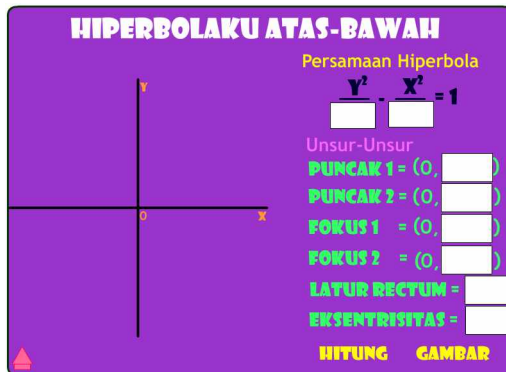 HIPERBOLAKU ATAS-BAWAH
Persamaan Hiperbola
Y² - X² = 1
Y
O
X
Unsur-Unsur
PUNCAK 1 = (0, )
PUNCAK 2 = (0, )
FOKUS 1 = (0, )
FOKUS 2 = (0, )
LATUR RECTUM =
EKSENTRISITAS =
HITUNG GAMBAR